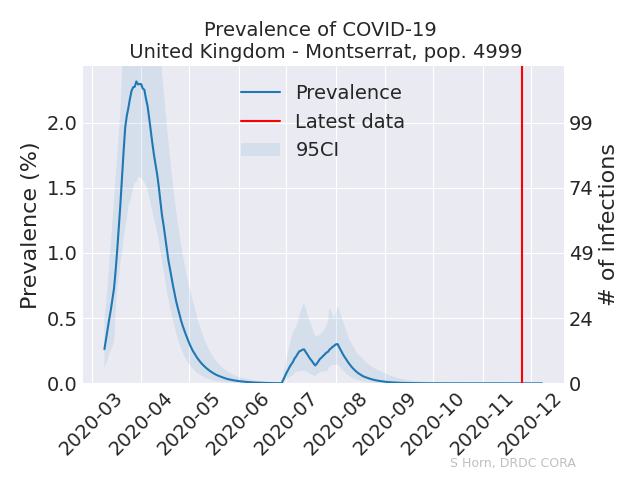 Prevalence of COVID-19
United Kingdom - Montserrat, pop. 4999
Prevalence
Latest data
95CI
Prevalence (%)
2.0
1.5
1.0
0.5
0.0
99
74
49
24
0
# of infections
2020-03
2020-04
2020-05
2020-06
2020-07
2020-08
2020-09
2020-10
2020-11
2020-12
S Horn, DRDC CORA